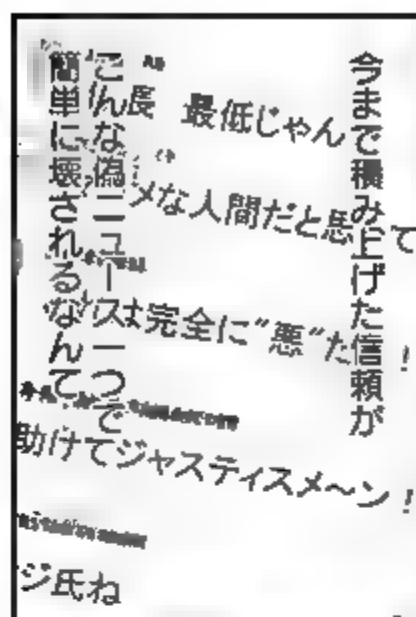 今まで積み上げた信頼が
こんな偽ニュース一つで
簡単に壊されるなんて
長 最低じゃん
メな人間だと思 て
は完全に"悪"だ !
助けてジャスティスメ〜ン!
ジ氏ね